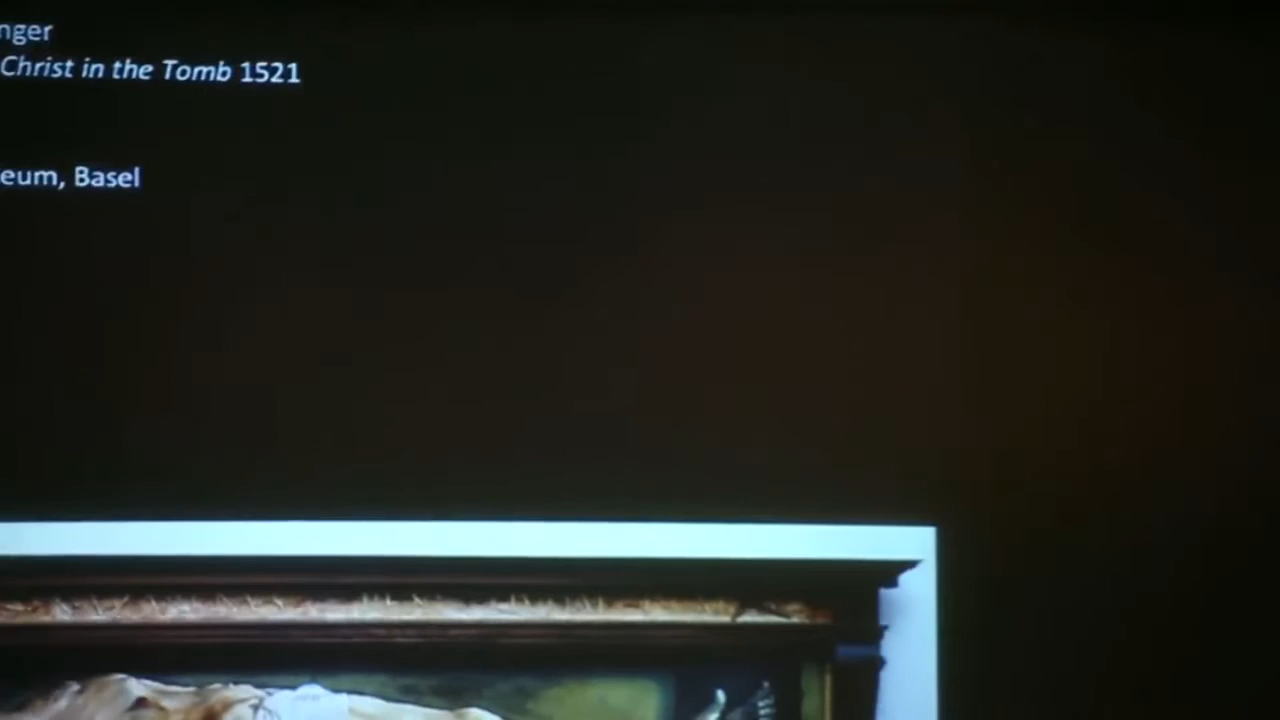 nger
Christ in the Tomb 1521
eum, Basel